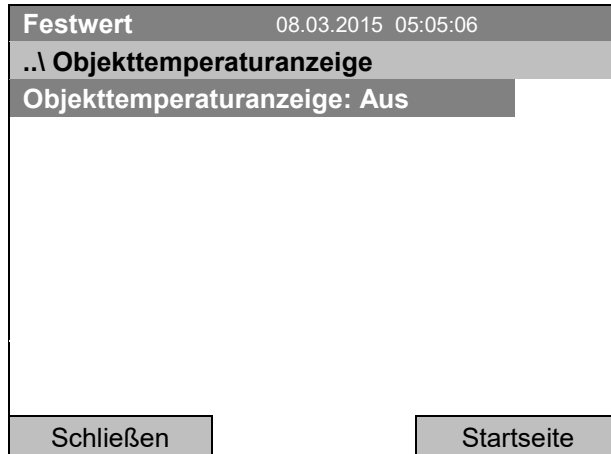 Festwert 08.03.2015 05:05:06
..\ Objekttemperaturanzeige
Objekttemperaturanzeige: Aus
Schließen Startseite